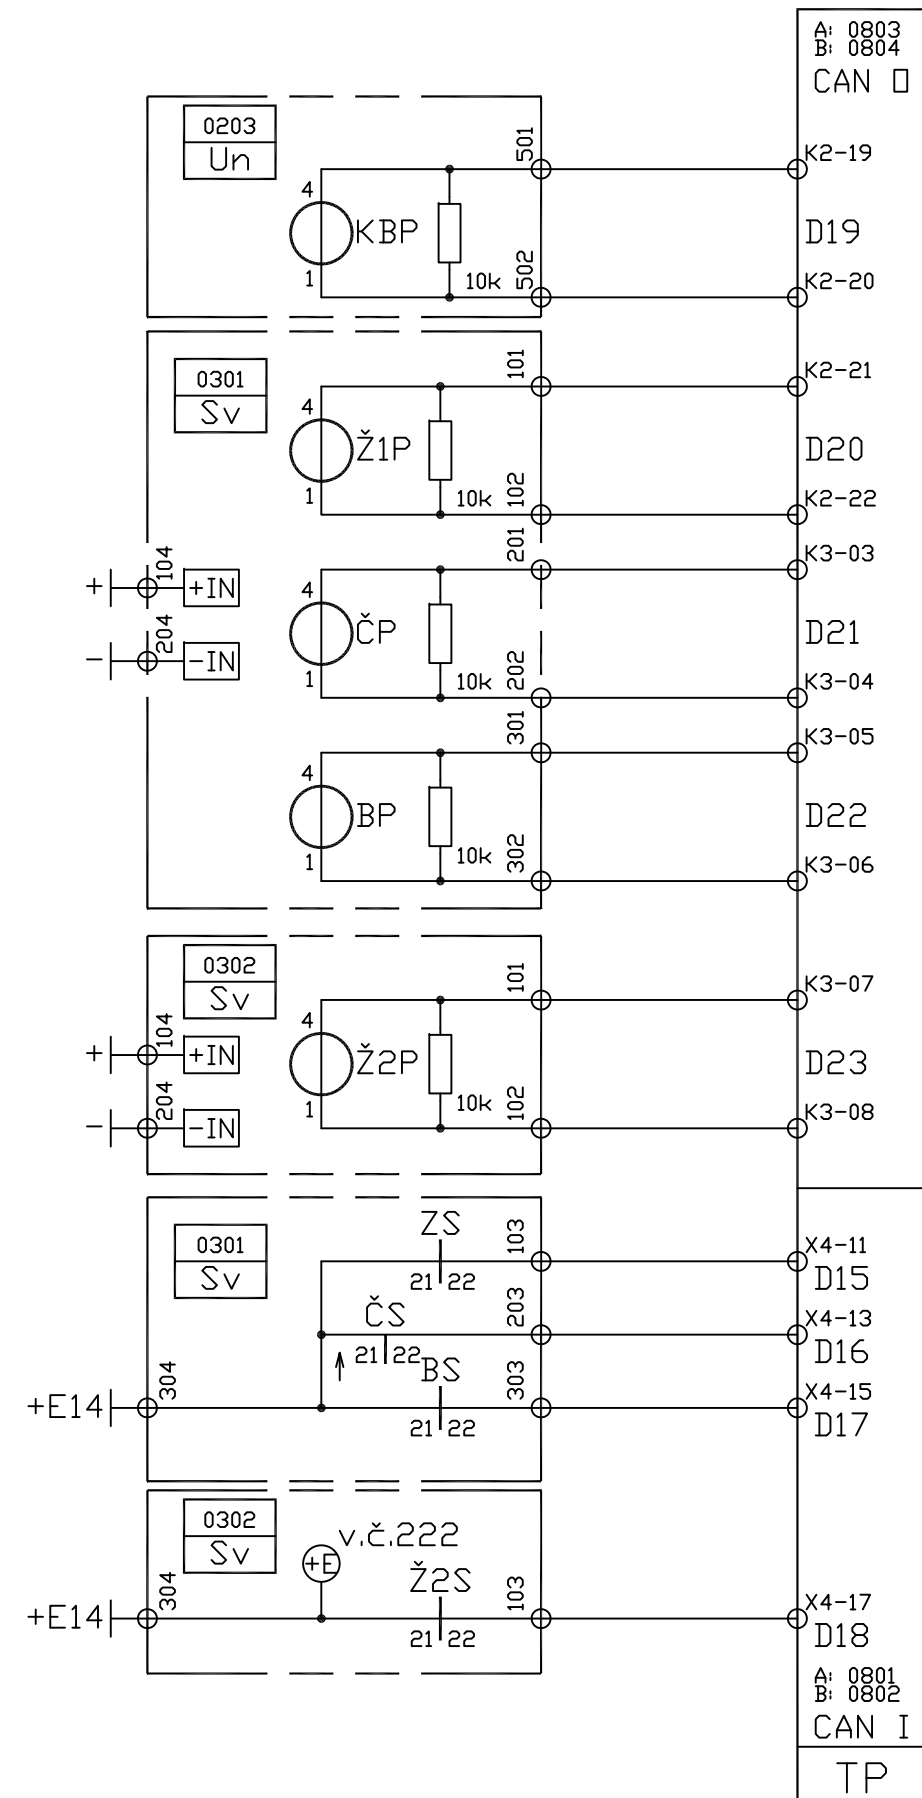 A: 0803
B: 0804
CAN O
0203
Un
501
K2-19
4
KBP
D19
1
10k
502
K2-20
0301
Sv
101
K2-21
4
Ž1P
D20
1
10k
102
K2-22
201
K3-03
+
104
+IN
4
ČP
D21
-
204
-IN
1
10k
202
K3-04
301
K3-05
4
BP
D22
1
10k
302
K3-06
0302
Sv
101
K3-07
+
104
+IN
4
Ž2P
D23
-
204
-IN
1
10k
102
K3-08
0301
Sv
ZS
21 22
103
X4-11
D15
ČS
21 22
203
X4-13
D16
+E14
304
BS
21 22
303
X4-15
D17
0302
Sv
v.č.222
+E
+E14
304
Ž2S
21 22
103
X4-17
D18
A: 0801
B: 0802
CAN I
TP